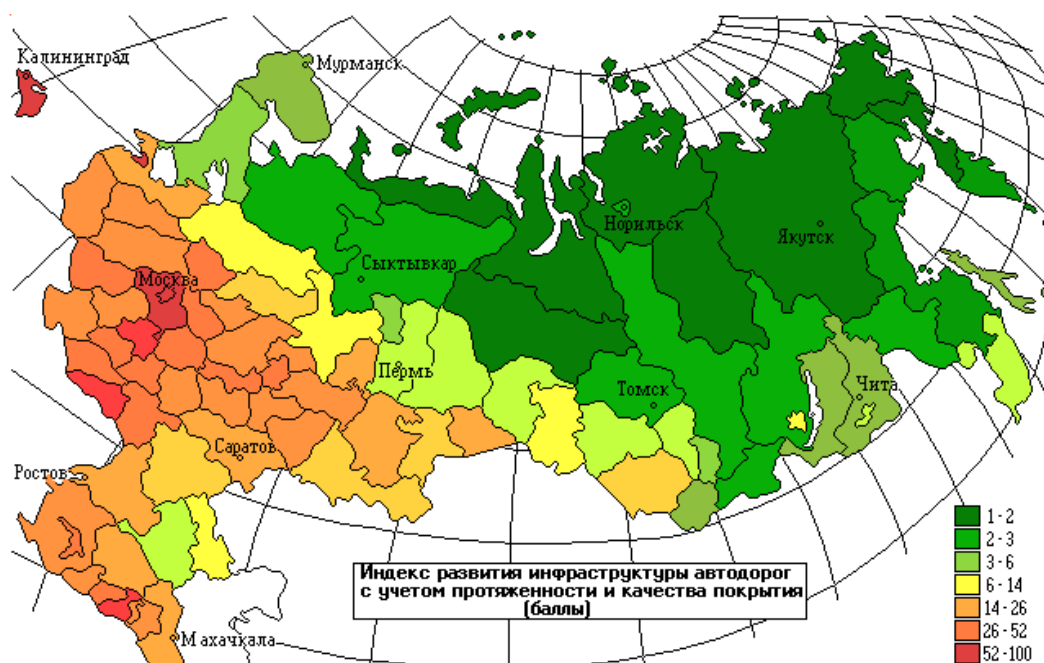 Калининград
Мурманск
Норильск
Якутск
Сыктывкар
Москва
Пермь
Томск
Чита
Саратов
Ростов
Махачкала
Индекс развития инфраструктуры автодорог
с учетом протяженности и качества покрытия
(баллы)
1 - 2
2 - 3
3 - 6
6 - 14
14 - 26
26 - 52
52 - 100